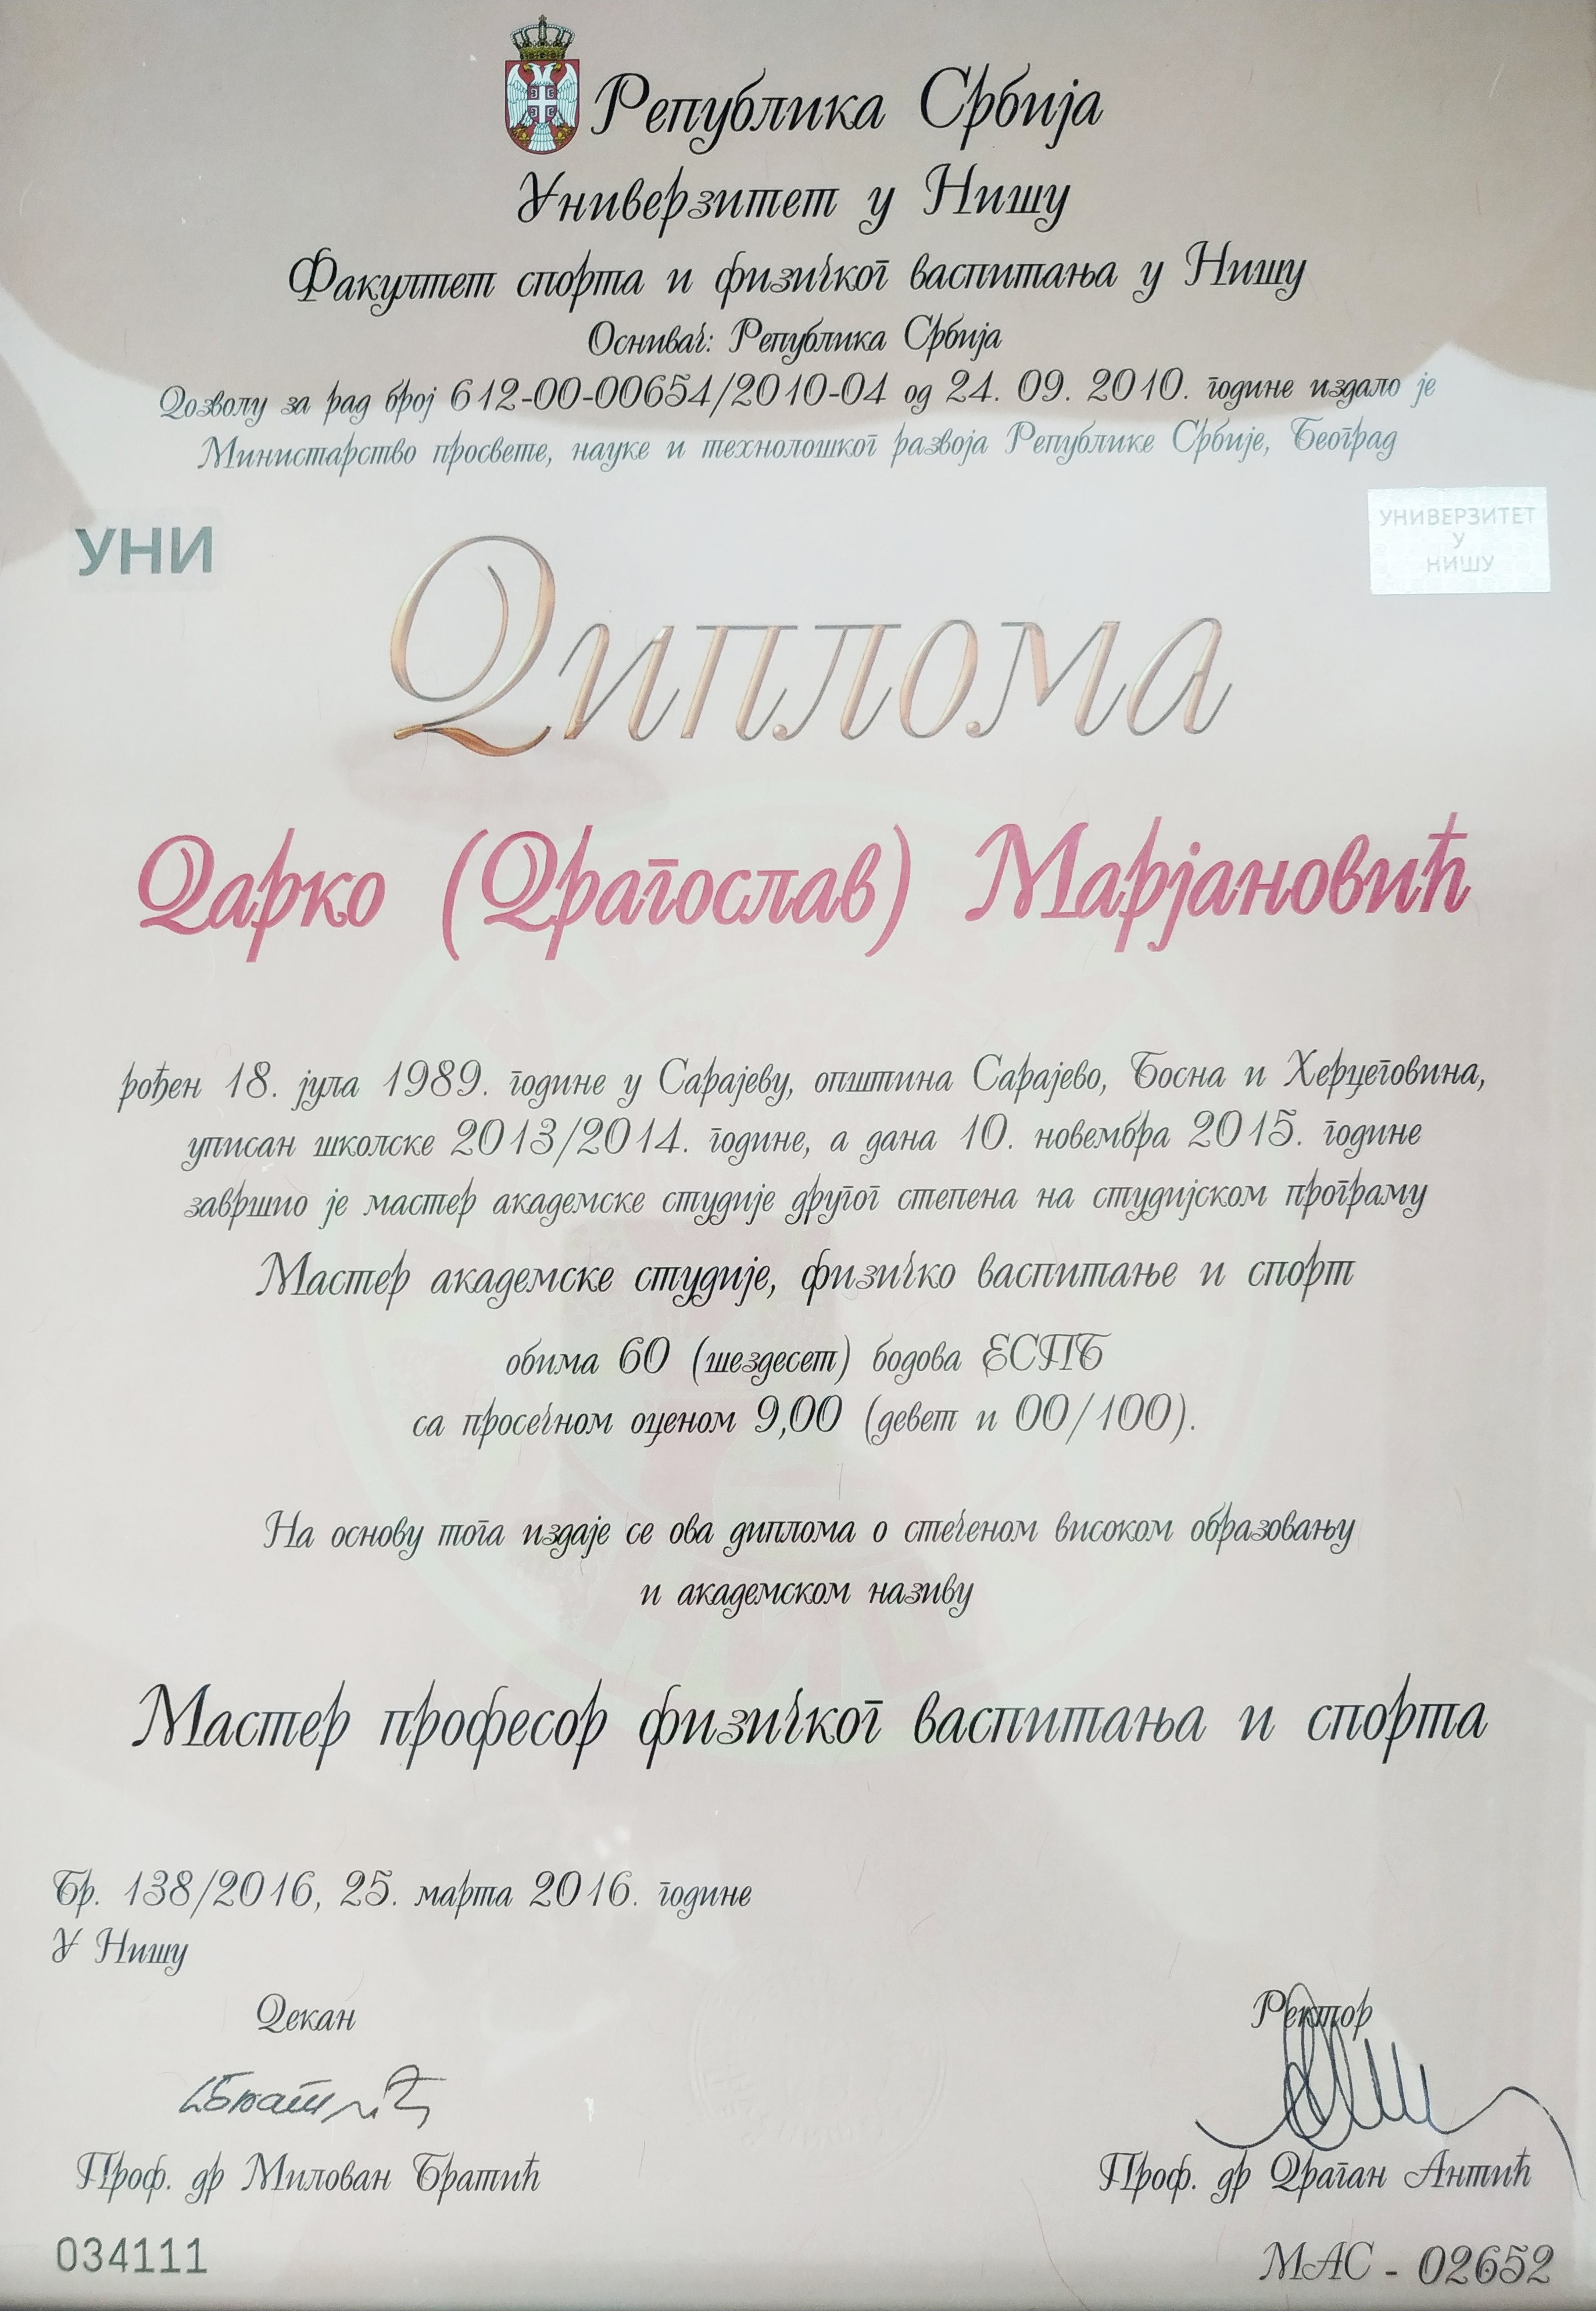 Република Србија
Универзитет у Нишу
Факултет спорта и физичког васпитања у Нишу
Оснивач: Република Србија
Дозволу за рад број 612-00-00654/2010-04 од 24. 09. 2010. године издало је
Министарство просвете, науке и технолошког развоја Републике Србије, Београд
УНИ
УНИВЕРЗИТЕТ
У
НИШУ
Диплома
Дарко (Драгослав) Марјановић
рођен 18. јула 1989. године у Сарајеву, општина Сарајево, Босна и Херцеговина,
уписан школске 2013/2014. године, а дана 10. новембра 2015. године
завршио је мастер академске студије другог степена на студијском програму
Мастер академске студије, физичко васпитање и спорт
обима 60 (шездесет) бодова ЕСПБ
са просечном оценом 9,00 (девет и 00/100).
На основу тога издаје се ова диплома о стеченом високом образовању
и академском називу
Мастер професор физичког васпитања и спорта
Бр. 138/2016, 25. марта 2016. године
У Нишу
Декан
Ректор
Проф. др Милован Братић
Проф. др Драган Антић
034111
МАС - 02652